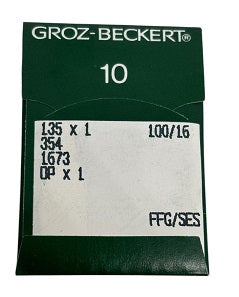 GROZ-BECKERT®
10
135 x 1 100/16
354
1673
DP x 1
FFG/SES